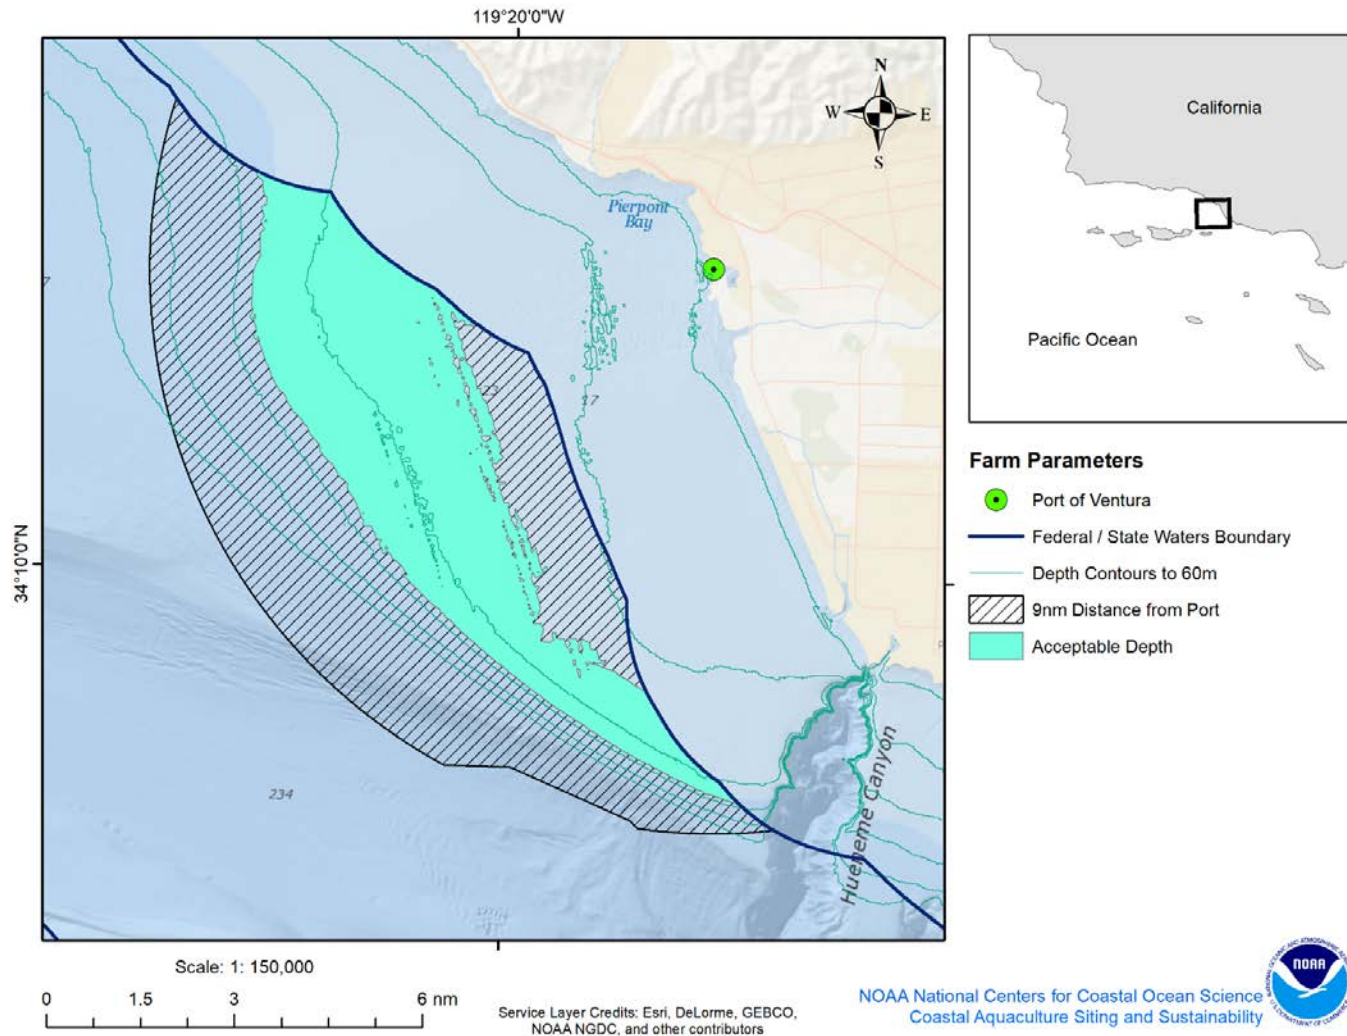 119°20'0"W
N
W
E
S
California
Pierpont
Bay
Pacific Ocean
7
23
17
Farm Parameters
Port of Ventura
Federal / State Waters Boundary
34°10'0"N
Depth Contours to 60m
9nm Distance from Port
Acceptable Depth
234
Hueneme Canyon
Scale: 1: 150,000
0 1.5 3 6 nm
Service Layer Credits: Esri, DeLorme, GEBCO,
NOAA NGDC, and other contributors
NOAA National Centers for Coastal Ocean Science
Coastal Aquaculture Siting and Sustainability
NOAA